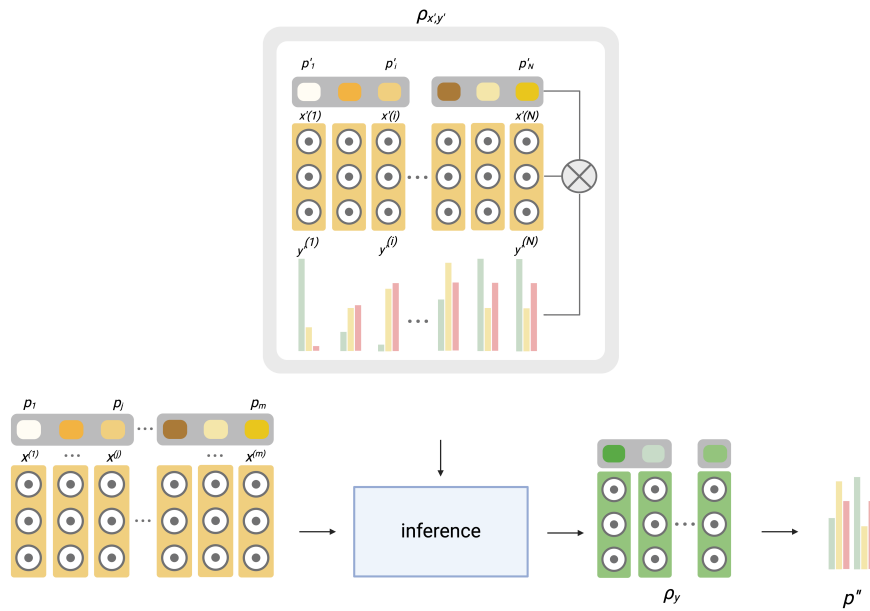 ρx′,y′
p′1 p′i p′N
x′(1) x′(i) x′(N)
y′(1) y′(i) y′(N)
p1 pj pm
x(1) x(j) x(m)
inference
ρy
p″